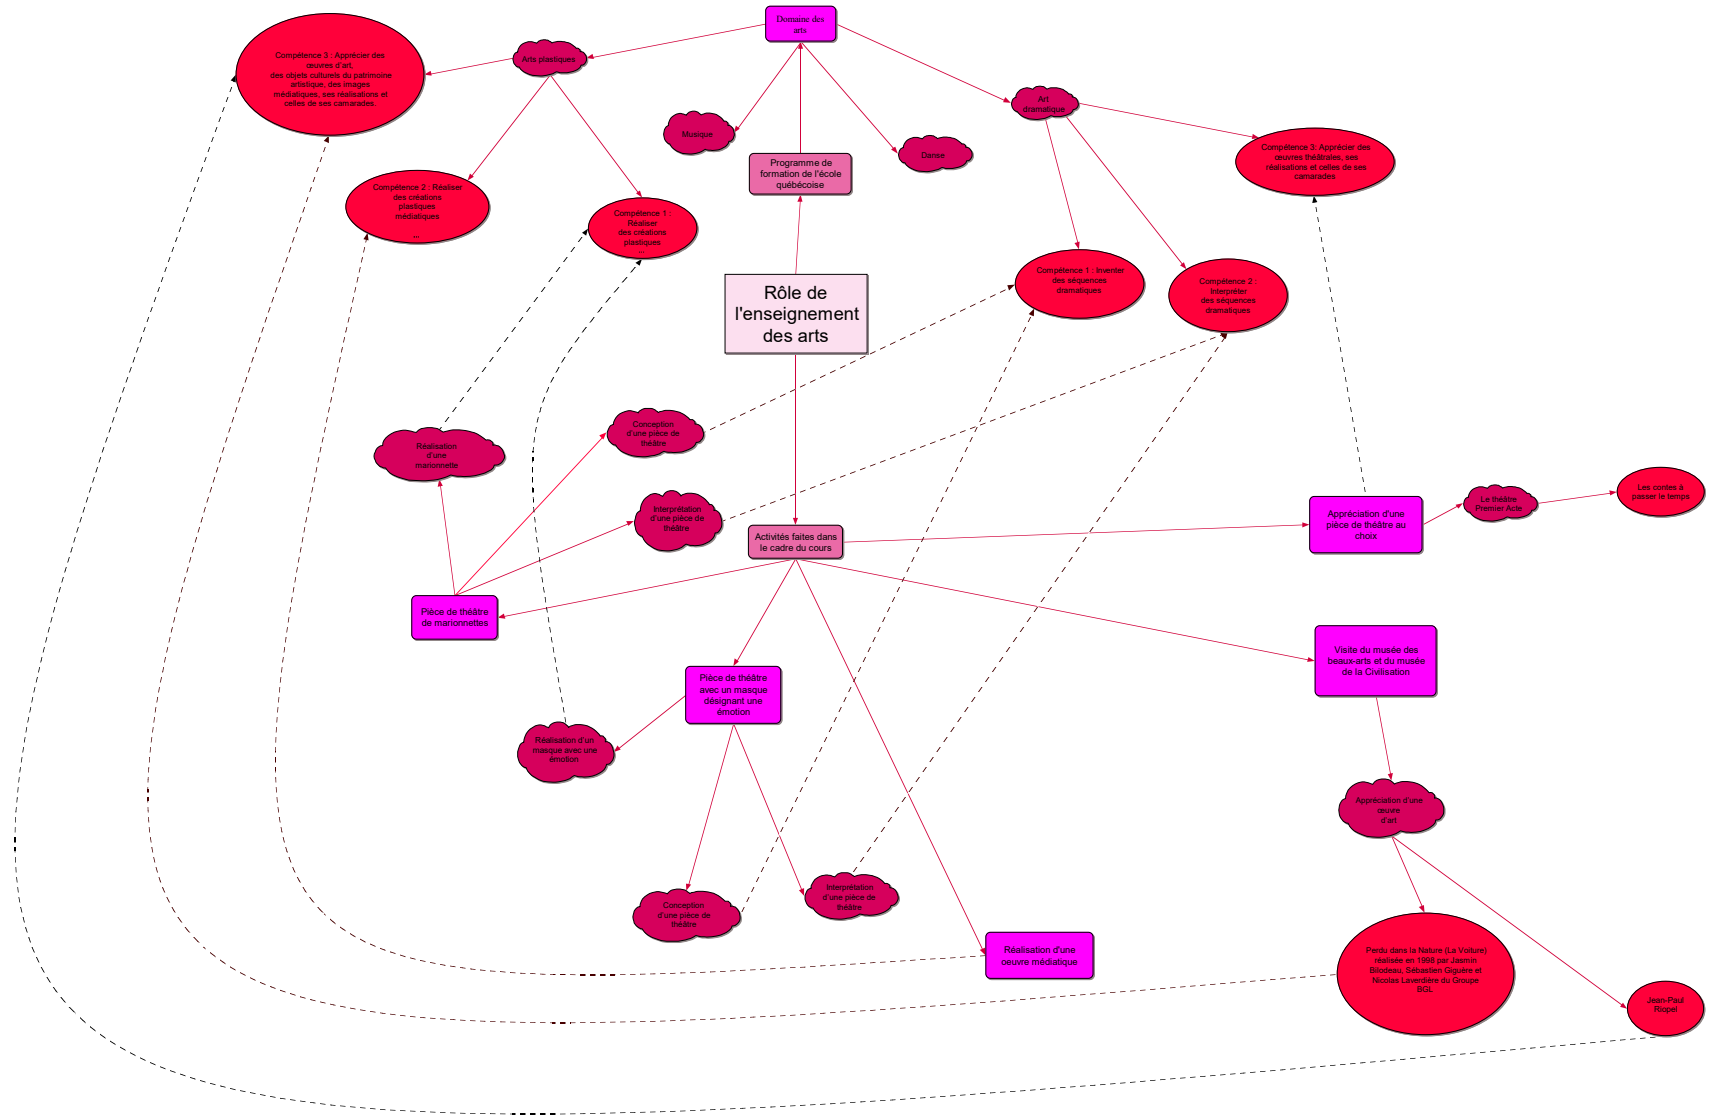 Domaine des
arts
Compétence 3 : Apprécier des
œuvres d'art,
des objets culturels du patrimoine
artistique, des images
médiatiques, ses réalisations et
celles de ses camarades.
Arts plastiques
Art
dramatique
Musique
Danse
Programme de
formation de l'école
québécoise
Compétence 3: Apprécier des
œuvres théâtrales, ses
réalisations et celles de ses
camarades
Compétence 2 : Réaliser
des créations
plastiques
médiatiques
...
Compétence 1 :
Réaliser
des créations
plastiques
Compétence 1 : Inventer
des séquences
dramatiques
Compétence 2 :
Interpréter
des séquences
dramatiques
Rôle de
l'enseignement
des arts
Conception
d'une pièce de
théâtre
Réalisation
d'une
marionnette
Interprétation
d'une pièce de
théâtre
Activités faites dans
le cadre du cours
Appréciation d'une
pièce de théâtre au
choix
Le théâtre
Premier Acte
Les contes à
passer le temps
Pièce de théâtre
de marionnettes
Visite du musée des
beaux-arts et du musée
de la Civilisation
Pièce de théâtre
avec un masque
désignant une
émotion
Réalisation d'un
masque avec une
émotion
Appréciation d'une
œuvre
d'art
Conception
d'une pièce de
théâtre
Interprétation
d'une pièce de
théâtre
Réalisation d'une
oeuvre médiatique
Perdu dans la Nature (La Voiture)
réalisée en 1998 par Jasmin
Bilodeau, Sébastien Giguère et
Nicolas Laverdière du Groupe
BGL
Jean-Paul
Riopel